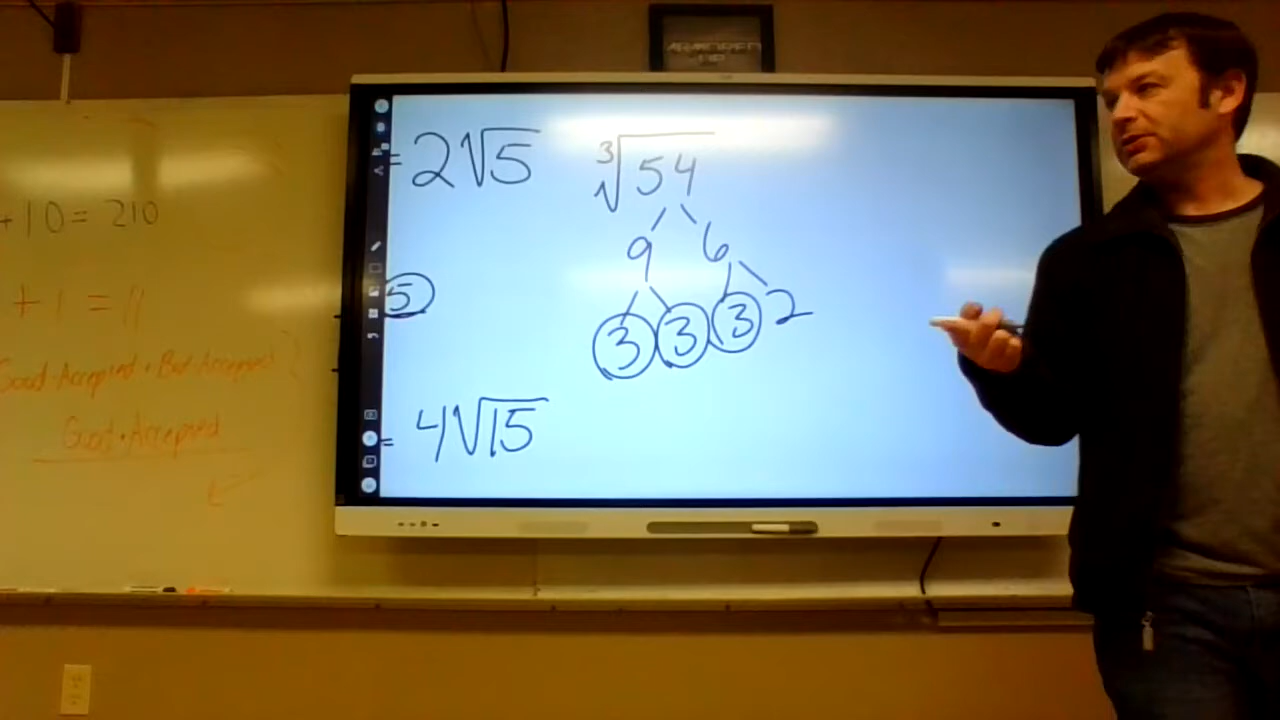 +10 = 210
+1 = 11
Good-Accepted + Bad-Accepted
Good-Accepted
= 2√5
5
= 4√15
∛54
9 6
3 3 3 2